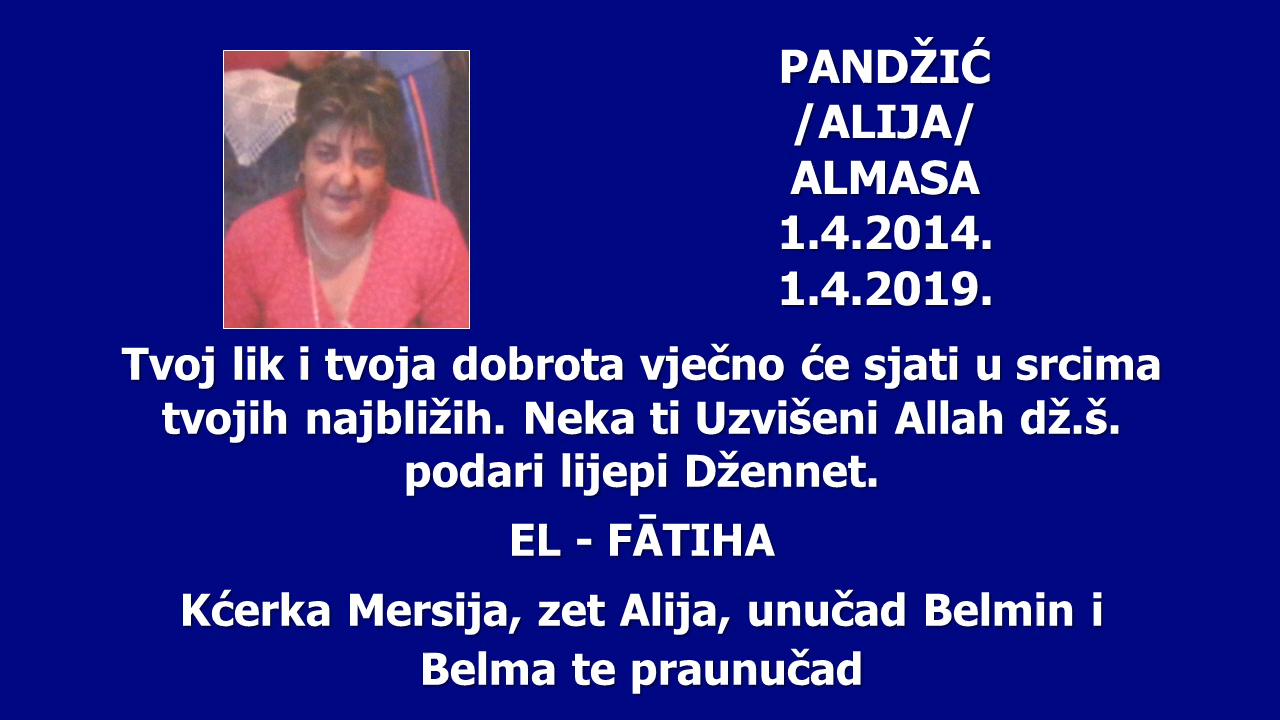 PANDŽIĆ
/ALIJA/
ALMASA
1.4.2014.
1.4.2019.
Tvoj lik i tvoja dobrota vječno će sjati u srcima
tvojih najbližih. Neka ti Uzvišeni Allah dž.š.
podari lijepi Džennet.
EL - FĀTIHA
Kćerka Mersija, zet Alija, unučad Belmin i
Belma te praunučad